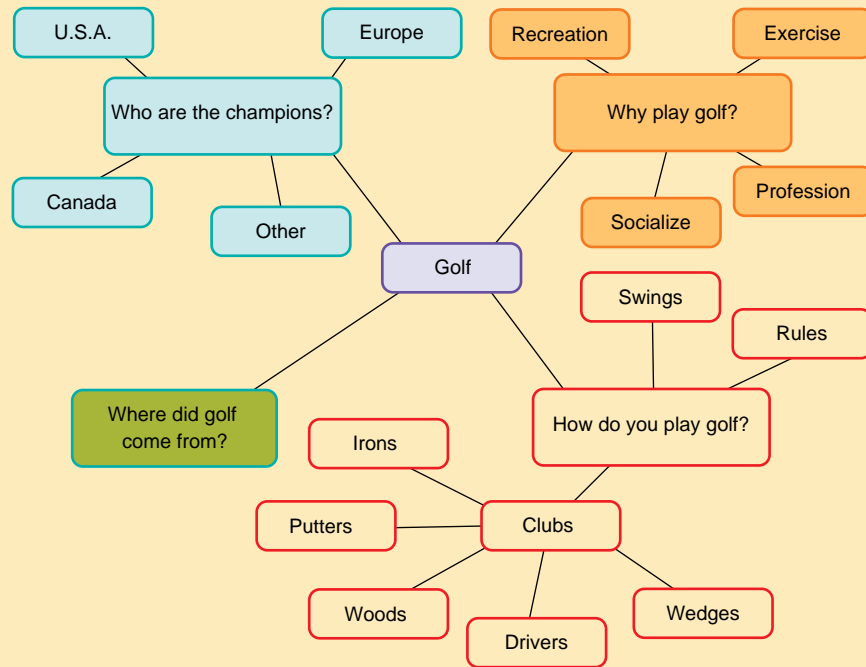 U.S.A.
Europe
Who are the champions?
Canada
Other
Recreation
Exercise
Why play golf?
Socialize
Profession
Golf
Where did golf
come from?
Swings
Rules
How do you play golf?
Irons
Putters
Clubs
Woods
Drivers
Wedges